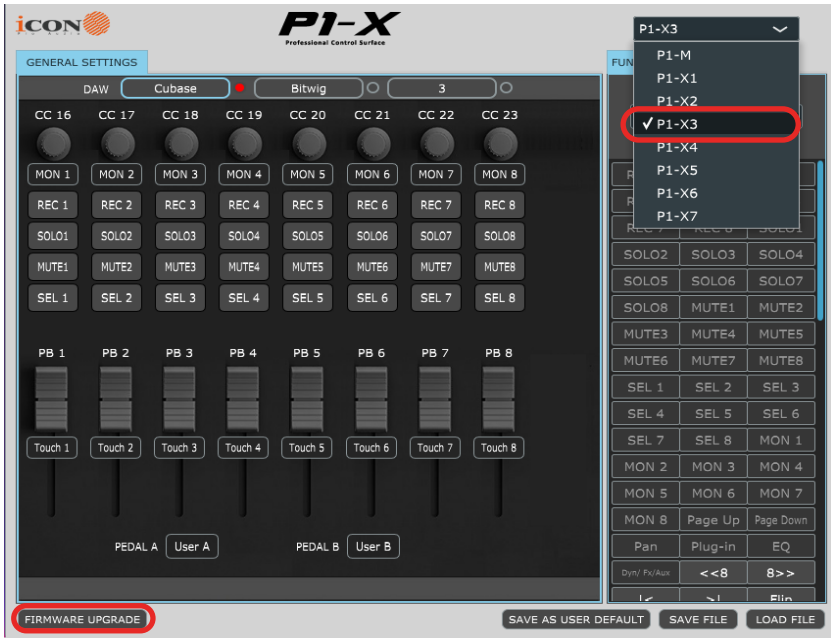 iCON
Pro Audio
P1-X
Professional Control Surface
P1-X3
P1-M
P1-X1
P1-X2
✓ P1-X3
P1-X4
P1-X5
P1-X6
P1-X7
GENERAL SETTINGS
FUN
DAW Cubase Bitwig 3
CC 16 CC 17 CC 18 CC 19 CC 20 CC 21 CC 22 CC 23
MON 1 MON 2 MON 3 MON 4 MON 5 MON 6 MON 7 MON 8
REC 1 REC 2 REC 3 REC 4 REC 5 REC 6 REC 7 REC 8
SOLO1 SOLO2 SOLO3 SOLO4 SOLO5 SOLO6 SOLO7 SOLO8
MUTE1 MUTE2 MUTE3 MUTE4 MUTE5 MUTE6 MUTE7 MUTE8
SEL 1 SEL 2 SEL 3 SEL 4 SEL 5 SEL 6 SEL 7 SEL 8
PB 1 PB 2 PB 3 PB 4 PB 5 PB 6 PB 7 PB 8
Touch 1 Touch 2 Touch 3 Touch 4 Touch 5 Touch 6 Touch 7 Touch 8
PEDAL A User A PEDAL B User B
REC 7 REC 8 SOLO1
SOLO2 SOLO3 SOLO4
SOLO5 SOLO6 SOLO7
SOLO8 MUTE1 MUTE2
MUTE3 MUTE4 MUTE5
MUTE6 MUTE7 MUTE8
SEL 1 SEL 2 SEL 3
SEL 4 SEL 5 SEL 6
SEL 7 SEL 8 MON 1
MON 2 MON 3 MON 4
MON 5 MON 6 MON 7
MON 8 Page Up Page Down
Pan Plug-in EQ
Dyn/ Fx/Aux <<8 8>>
|< >| Flip
FIRMWARE UPGRADE SAVE AS USER DEFAULT SAVE FILE LOAD FILE